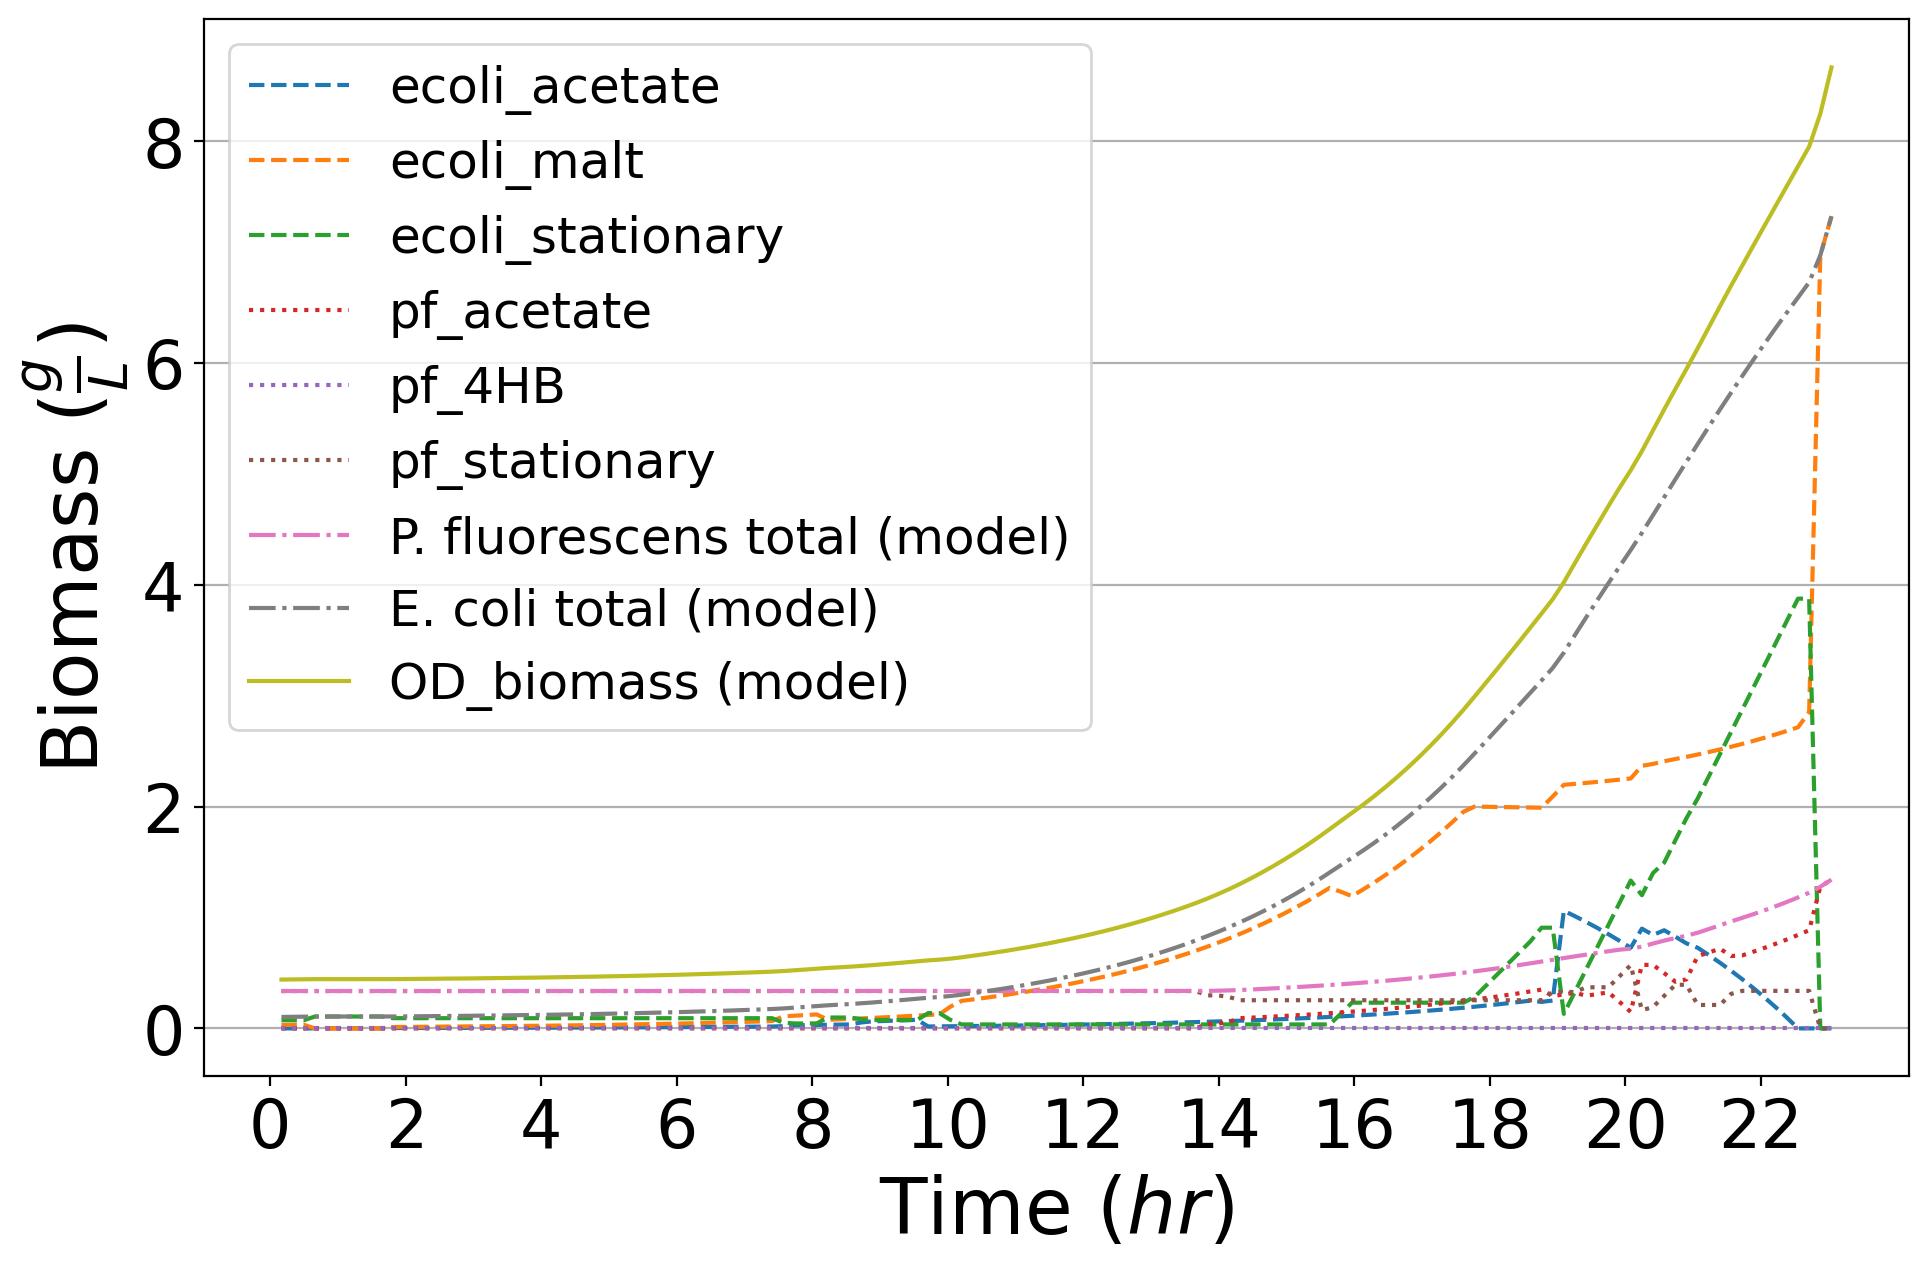 ecoli_acetate
ecoli_malt
ecoli_stationary
pf_acetate
pf_4HB
pf_stationary
P. fluorescens total (model)
E. coli total (model)
OD_biomass (model)
Biomass (g/L)
8
6
4
2
0
0 2 4 6 8 10 12 14 16 18 20 22
Time (hr)